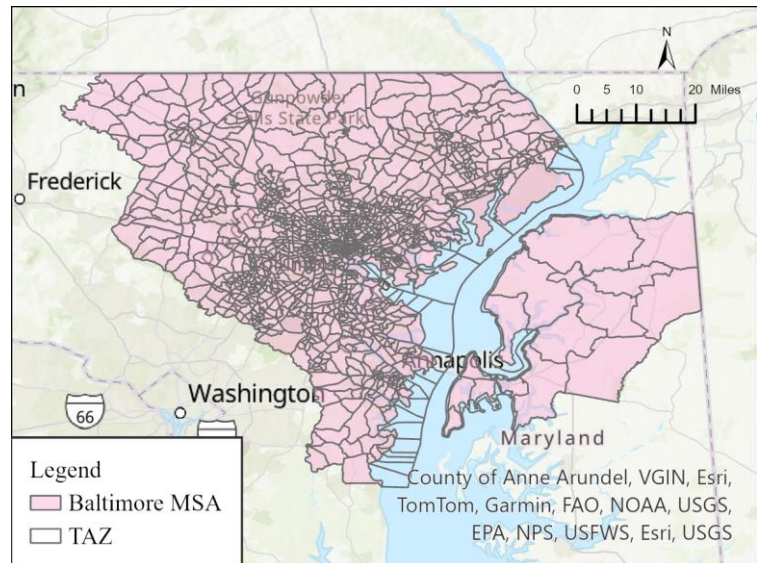 N
0
10
20 Miles
n
Gunpowder
Falls State Park
Frederick
Annapolis
Washington
66
Maryland
Legend
Baltimore MSA
TAZ
County of Anne Arundel, VGIN, Esri,
TomTom, Garmin, FAO, NOAA, USGS,
EPA, NPS, USFWS, Esri, USGS